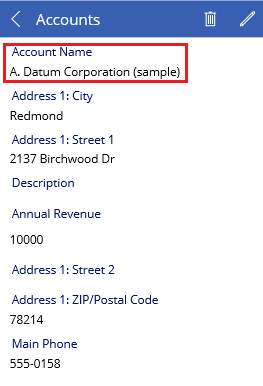 Accounts
Account Name
A. Datum Corporation (sample)
Address 1: City
Redmond
Address 1: Street 1
2137 Birchwood Dr
Description
Annual Revenue
10000
Address 1: Street 2
Address 1: ZIP/Postal Code
78214
Main Phone
555-0158